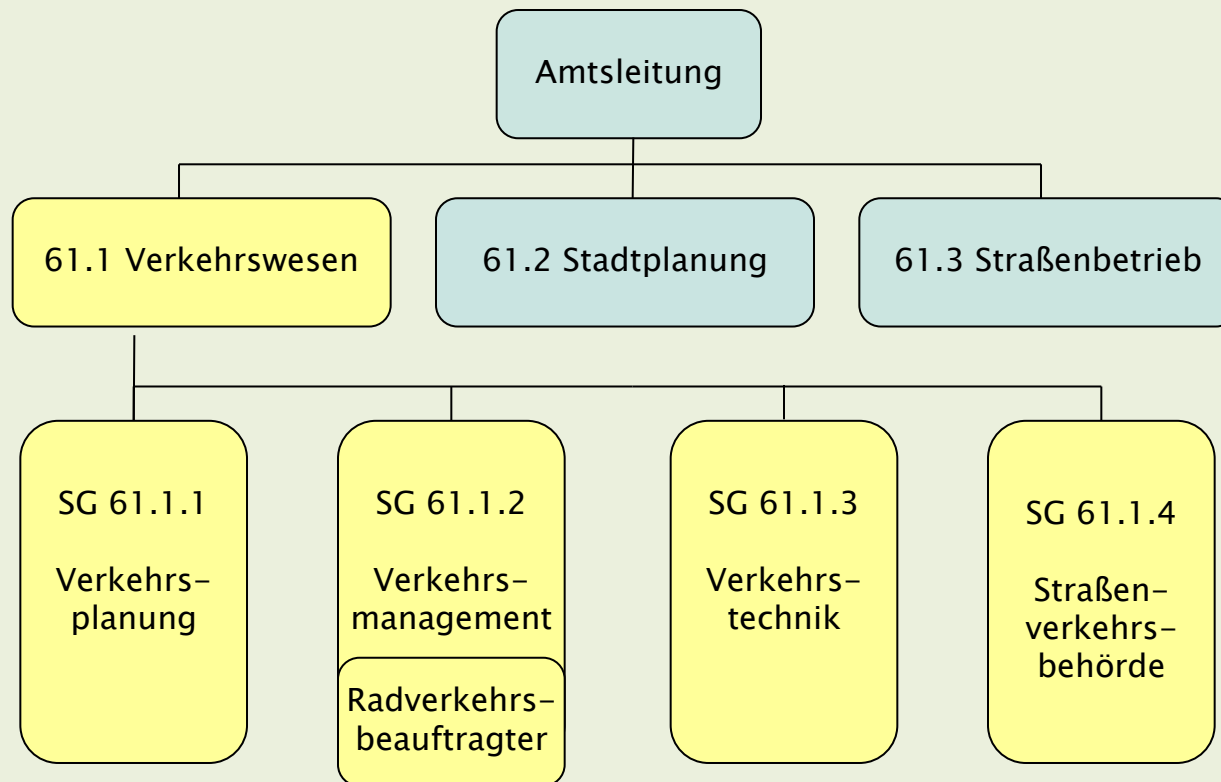 Amtsleitung
61.1 Verkehrswesen
61.2 Stadtplanung
61.3 Straßenbetrieb
SG 61.1.1
Verkehrs-
planung
SG 61.1.2
Verkehrs-
management
Radverkehrs-
beauftragter
SG 61.1.3
Verkehrs-
technik
SG 61.1.4
Straßen-
verkehrs-
behörde